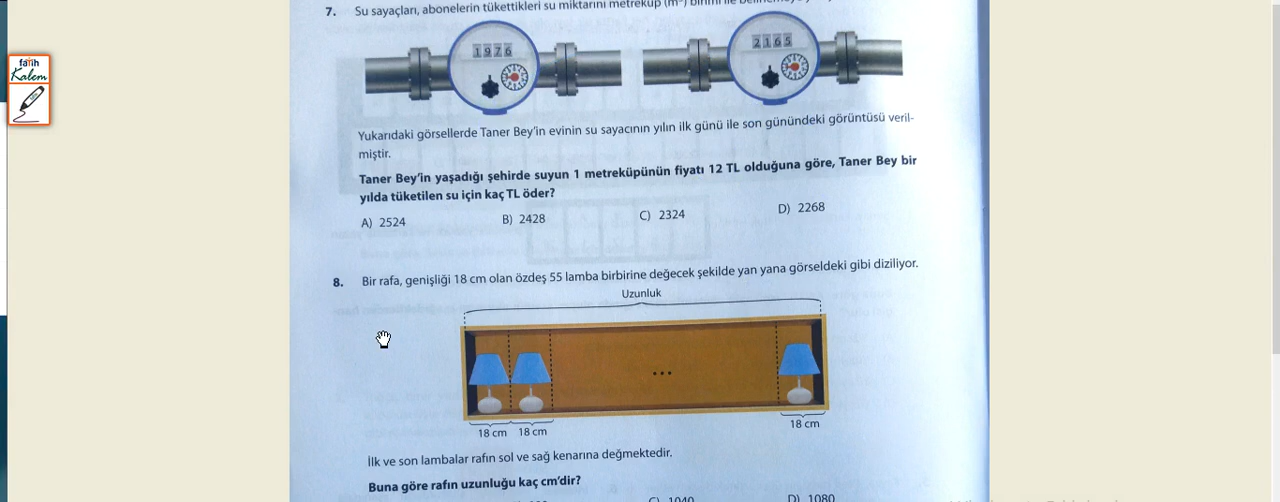 fatih
Kalem
7. Su sayaçları, abonelerin tükettikleri su miktarını metreküp
1976
2165
Yukarıdaki görsellerde Taner Bey'in evinin su sayacının yılın ilk günü ile son günündeki görüntüsü veril-
miştir.
Taner Bey'in yaşadığı şehirde suyun 1 metreküpünün fiyatı 12 TL olduğuna göre, Taner Bey bir
yılda tüketilen su için kaç TL öder?
A) 2524 B) 2428 C) 2324 D) 2268
8. Bir rafa, genişliği 18 cm olan özdeş 55 lamba birbirine değecek şekilde yan yana görseldeki gibi diziliyor.
Uzunluk
...
18 cm 18 cm 18 cm
İlk ve son lambalar rafın sol ve sağ kenarına değmektedir.
Buna göre rafın uzunluğu kaç cm'dir?
C) 1040 D) 1080